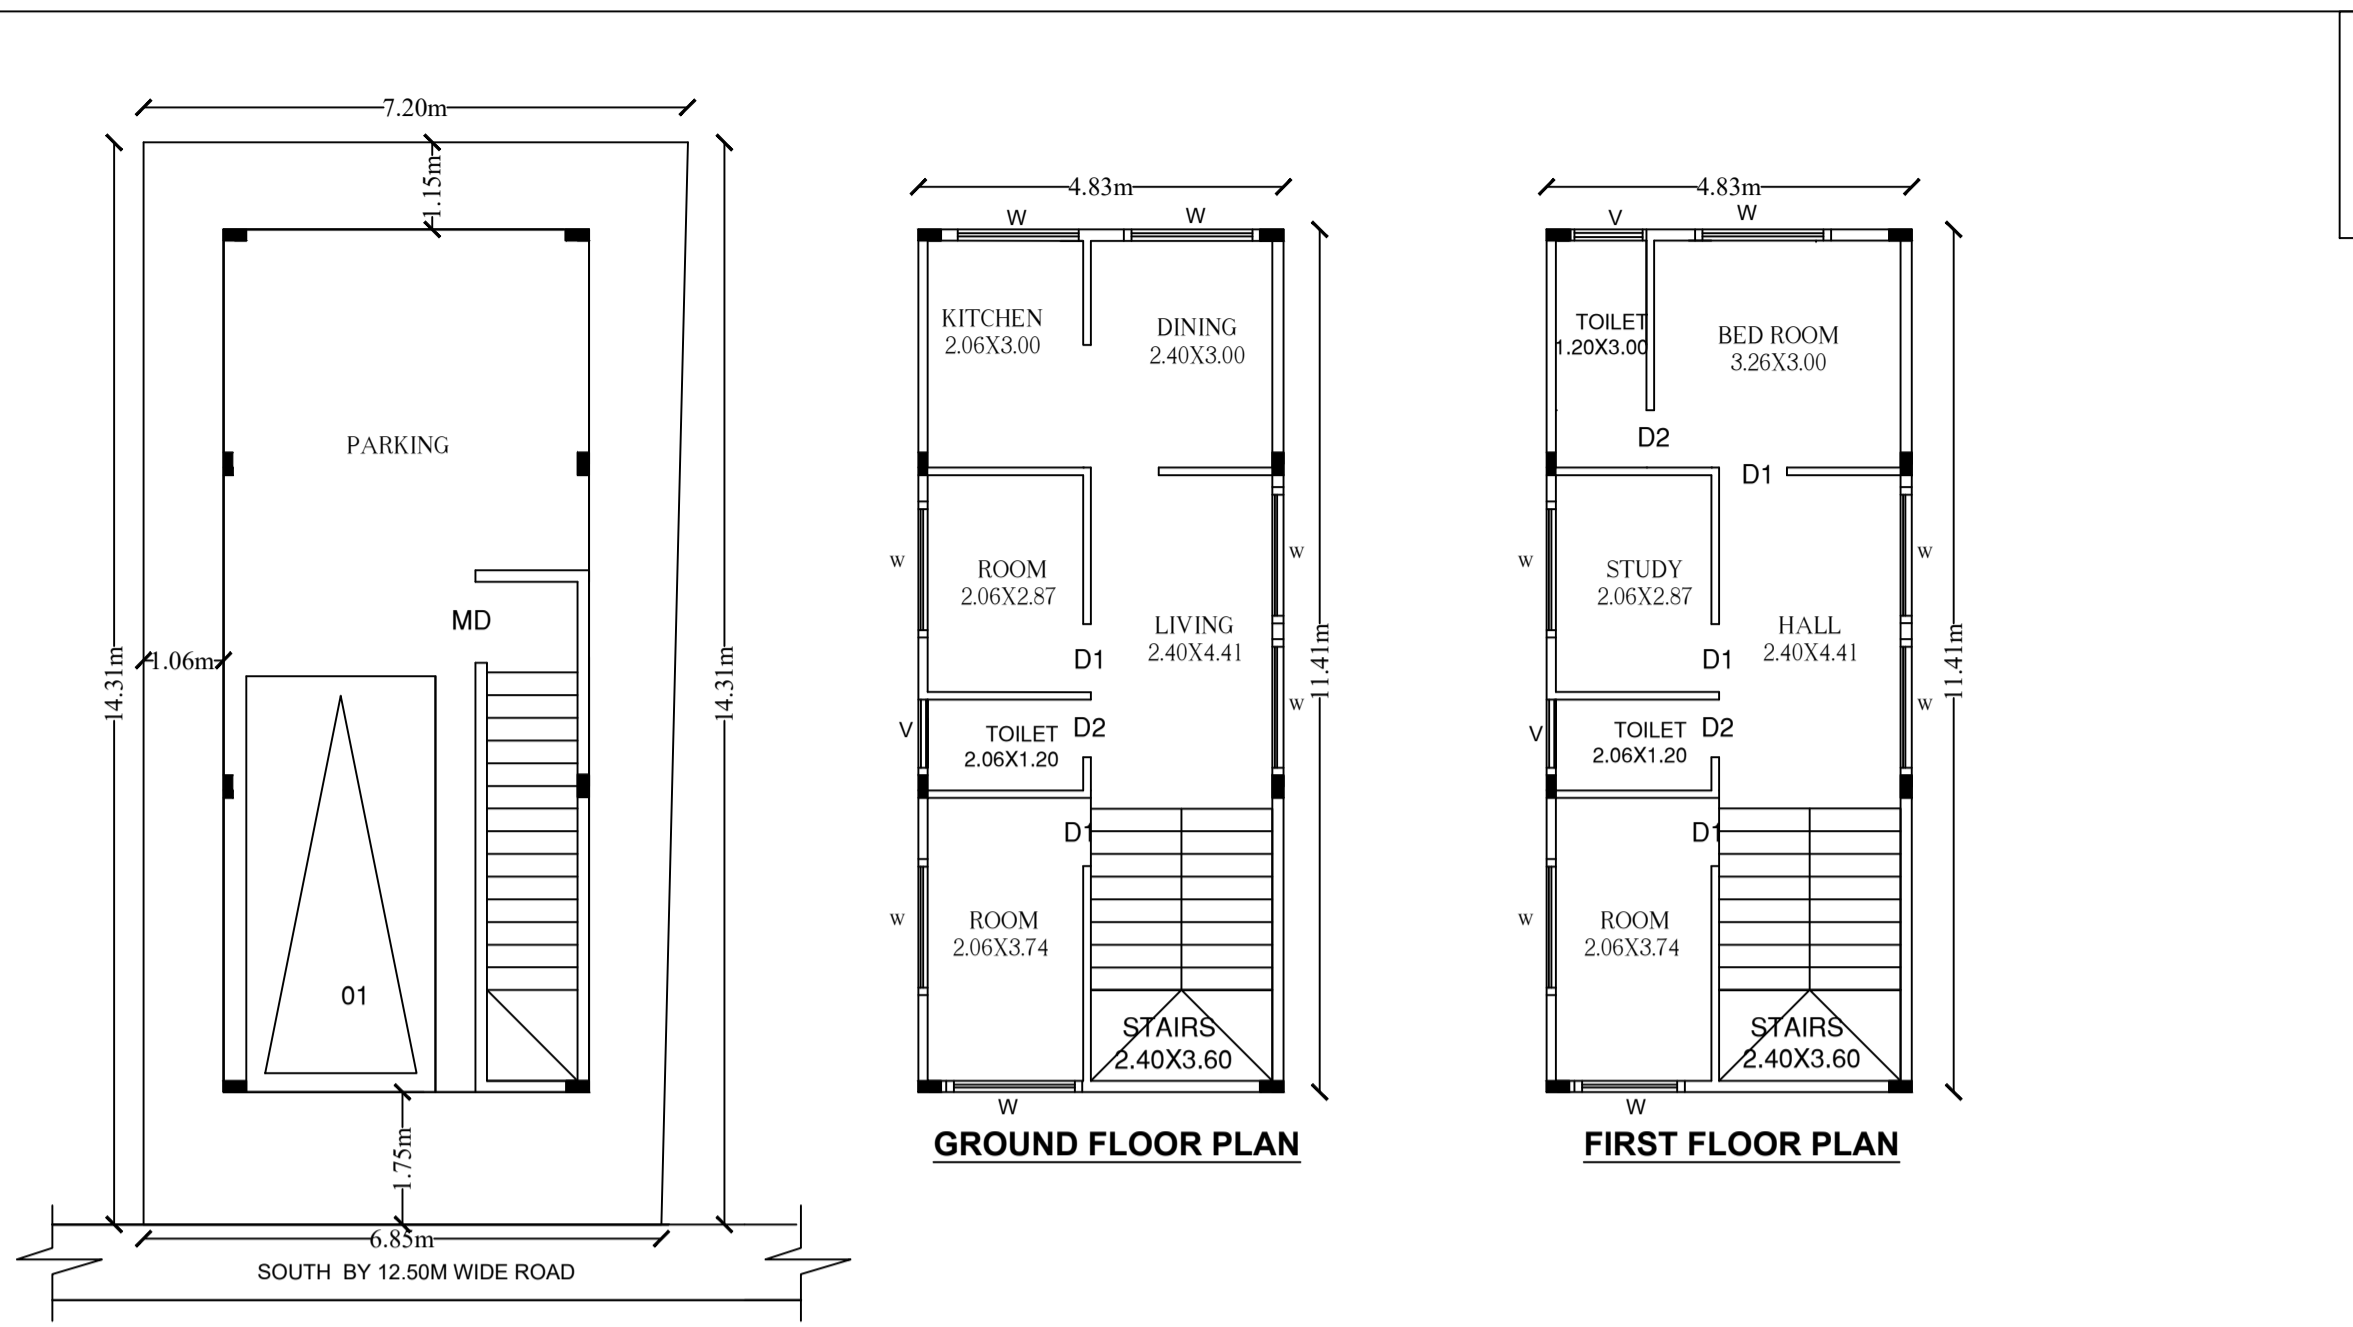 7.20m
1.15m
PARKING
MD
14.31m
1.06m
14.31m
01
1.75m
6.85m
SOUTH BY 12.50M WIDE ROAD
4.83m
W
W
KITCHEN
2.06X3.00
DINING
2.40X3.00
W
ROOM
2.06X2.87
W
LIVING
2.40X4.41
D1
11.41m
W
V
TOILET
2.06X1.20
D2
D1
W
ROOM
2.06X3.74
STAIRS
2.40X3.60
W
GROUND FLOOR PLAN
4.83m
V
W
TOILET
1.20X3.00
BED ROOM
3.26X3.00
D2
D1
W
STUDY
2.06X2.87
W
HALL
2.40X4.41
D1
11.41m
W
V
TOILET
2.06X1.20
D2
D1
W
ROOM
2.06X3.74
STAIRS
2.40X3.60
W
FIRST FLOOR PLAN